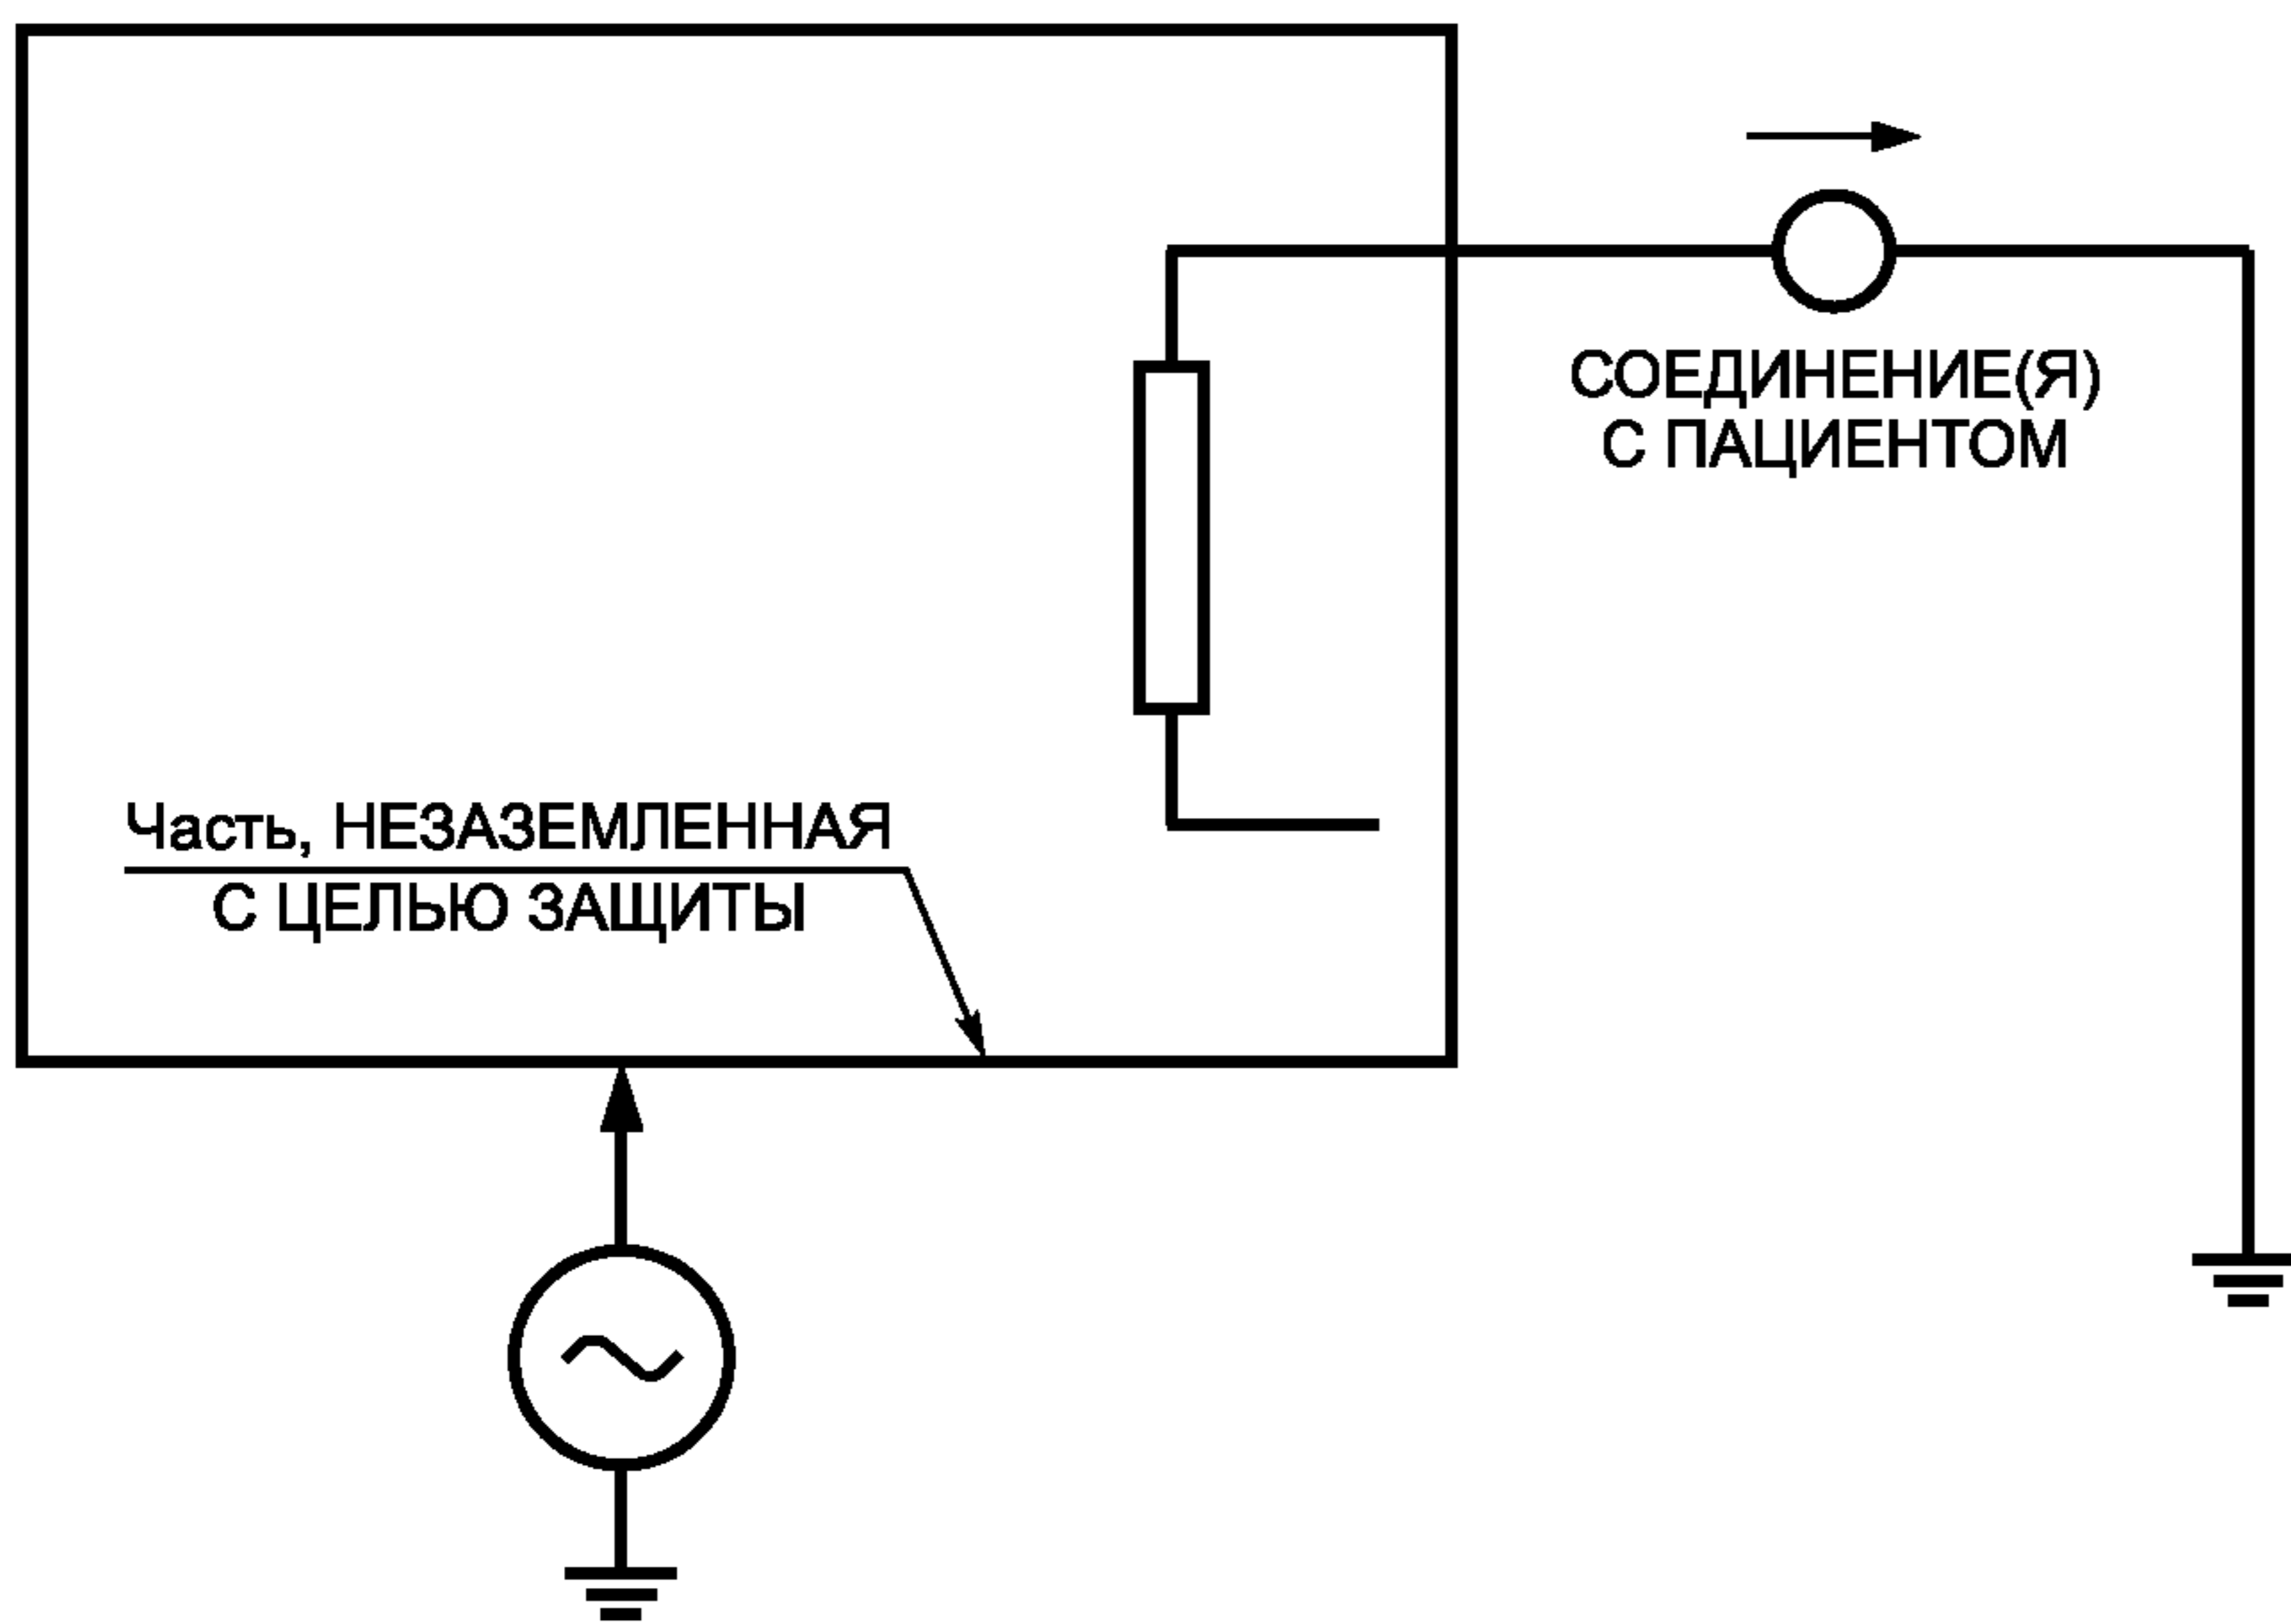 СОЕДИНЕНИЕ(Я)
С ПАЦИЕНТОМ
Часть, НЕЗАЗЕМЛЕННАЯ
С ЦЕЛЬЮ ЗАЩИТЫ